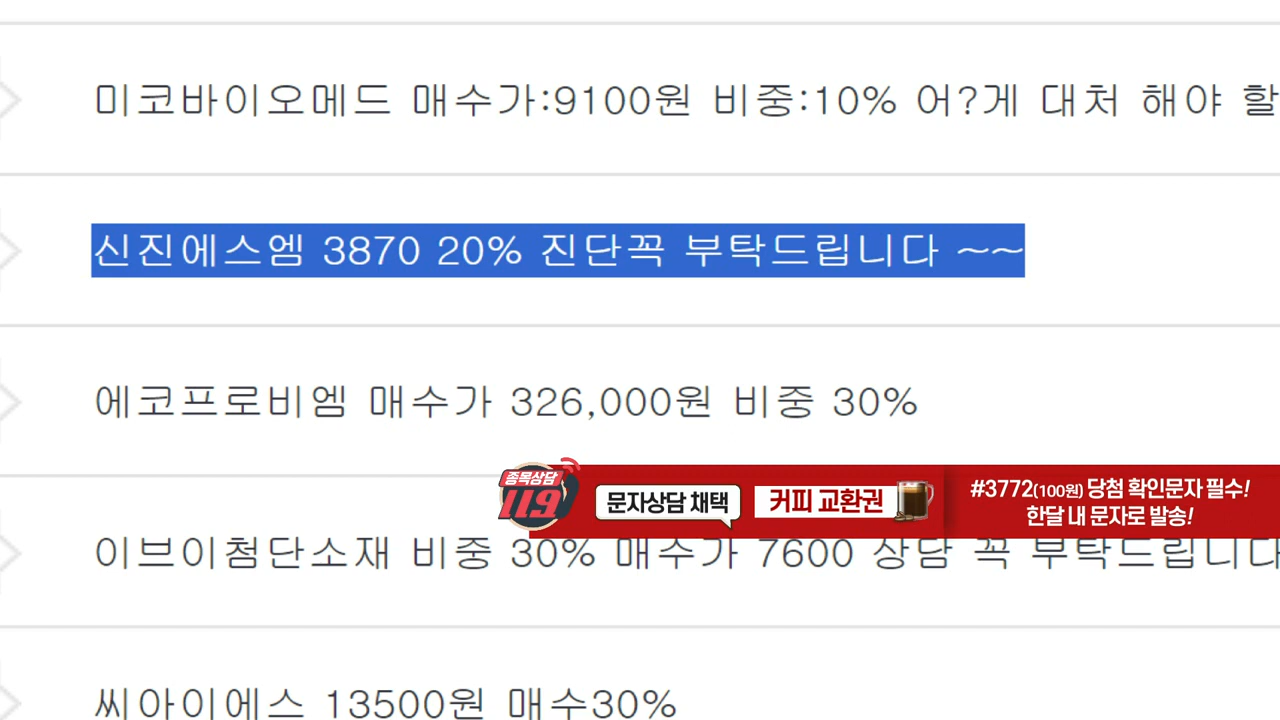 미코바이오메드 매수가:9100원 비중:10% 어?게 대처 해야 할
신진에스엠 3870 20% 진단꼭 부탁드립니다 ~~
에코프로비엠 매수가 326,000원 비중 30%
종목상담
119
문자상담 채택
커피 교환권
#3772(100원) 당첨 확인문자 필수!
한달 내 문자로 발송!
이브이첨단소재 비중 30% 매수가 7600 상담 꼭 부탁드립니다
씨아이에스 13500원 매수30%